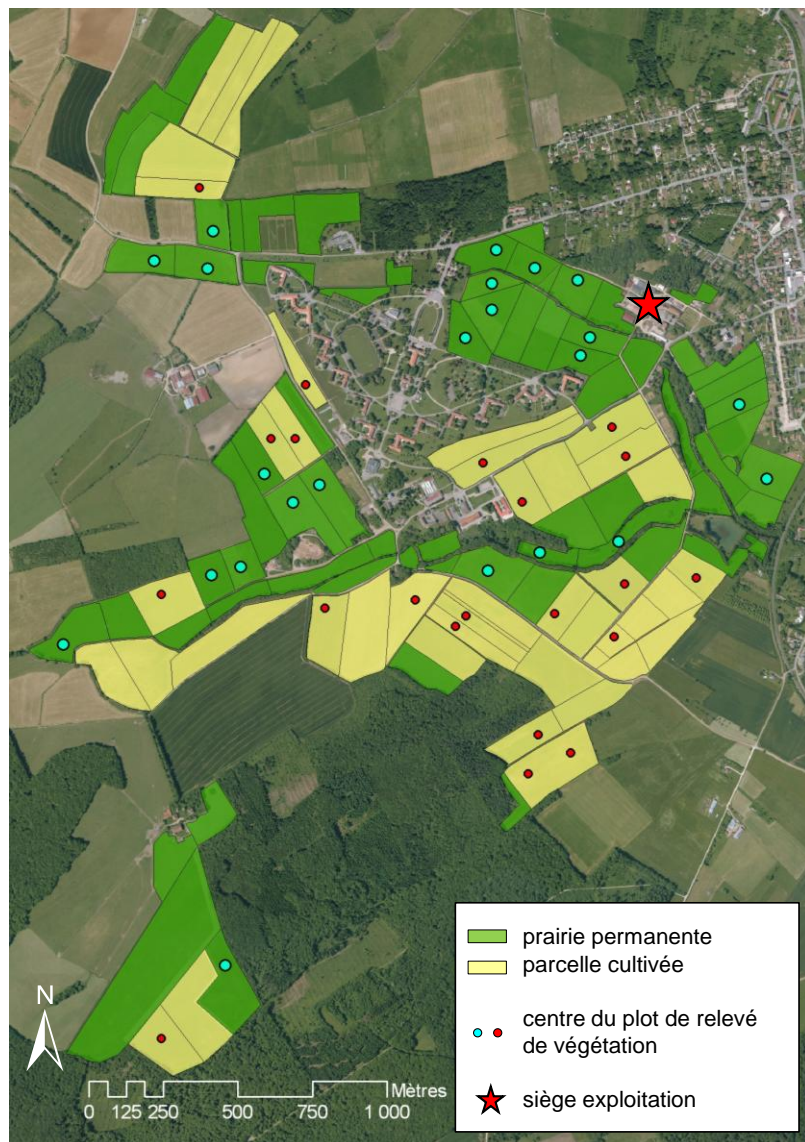 prairie permanente
parcelle cultivée
centre du plot de relevé
de végétation
siège exploitation
N
Mètres
0 125 250 500 750 1 000